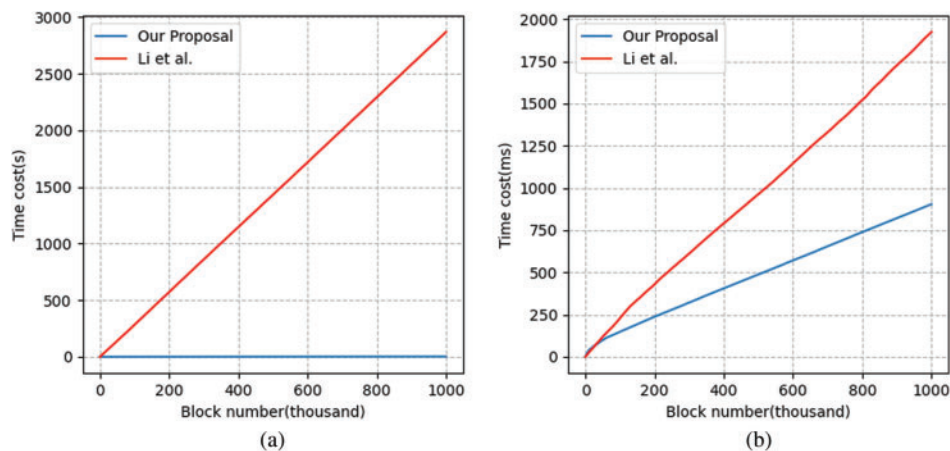 Our Proposal
Li et al.
3000
2500
2000
1500
1000
500
0
Time cost(s)
0 200 400 600 800 1000
Block number(thousand)
(a)
Our Proposal
Li et al.
2000
1750
1500
1250
1000
750
500
250
0
Time cost(ms)
0 200 400 600 800 1000
Block number(thousand)
(b)